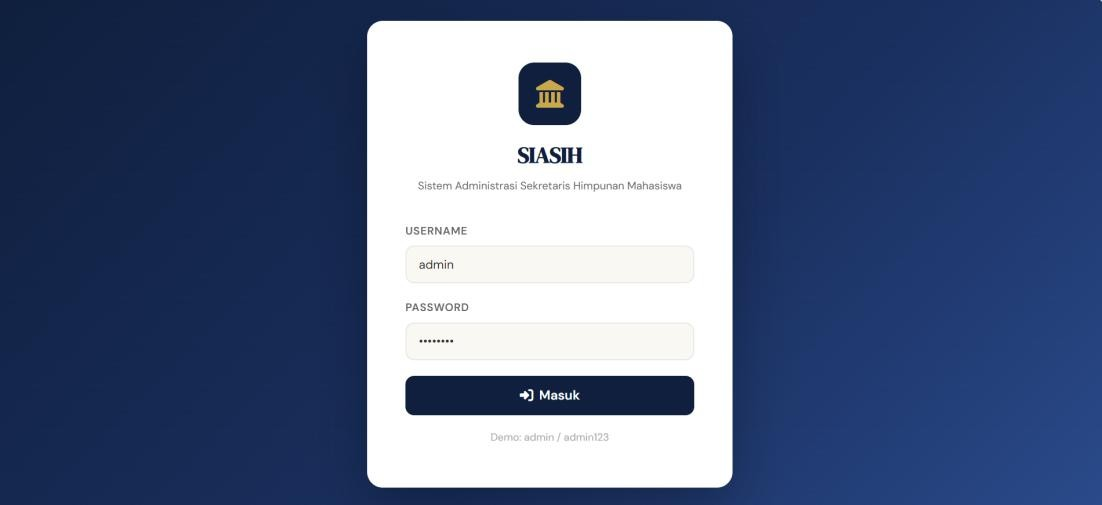 SIASIH
Sistem Administrasi Sekretaris Himpunan Mahasiswa
USERNAME
admin
PASSWORD
••••••••
Masuk
Demo: admin / admin123